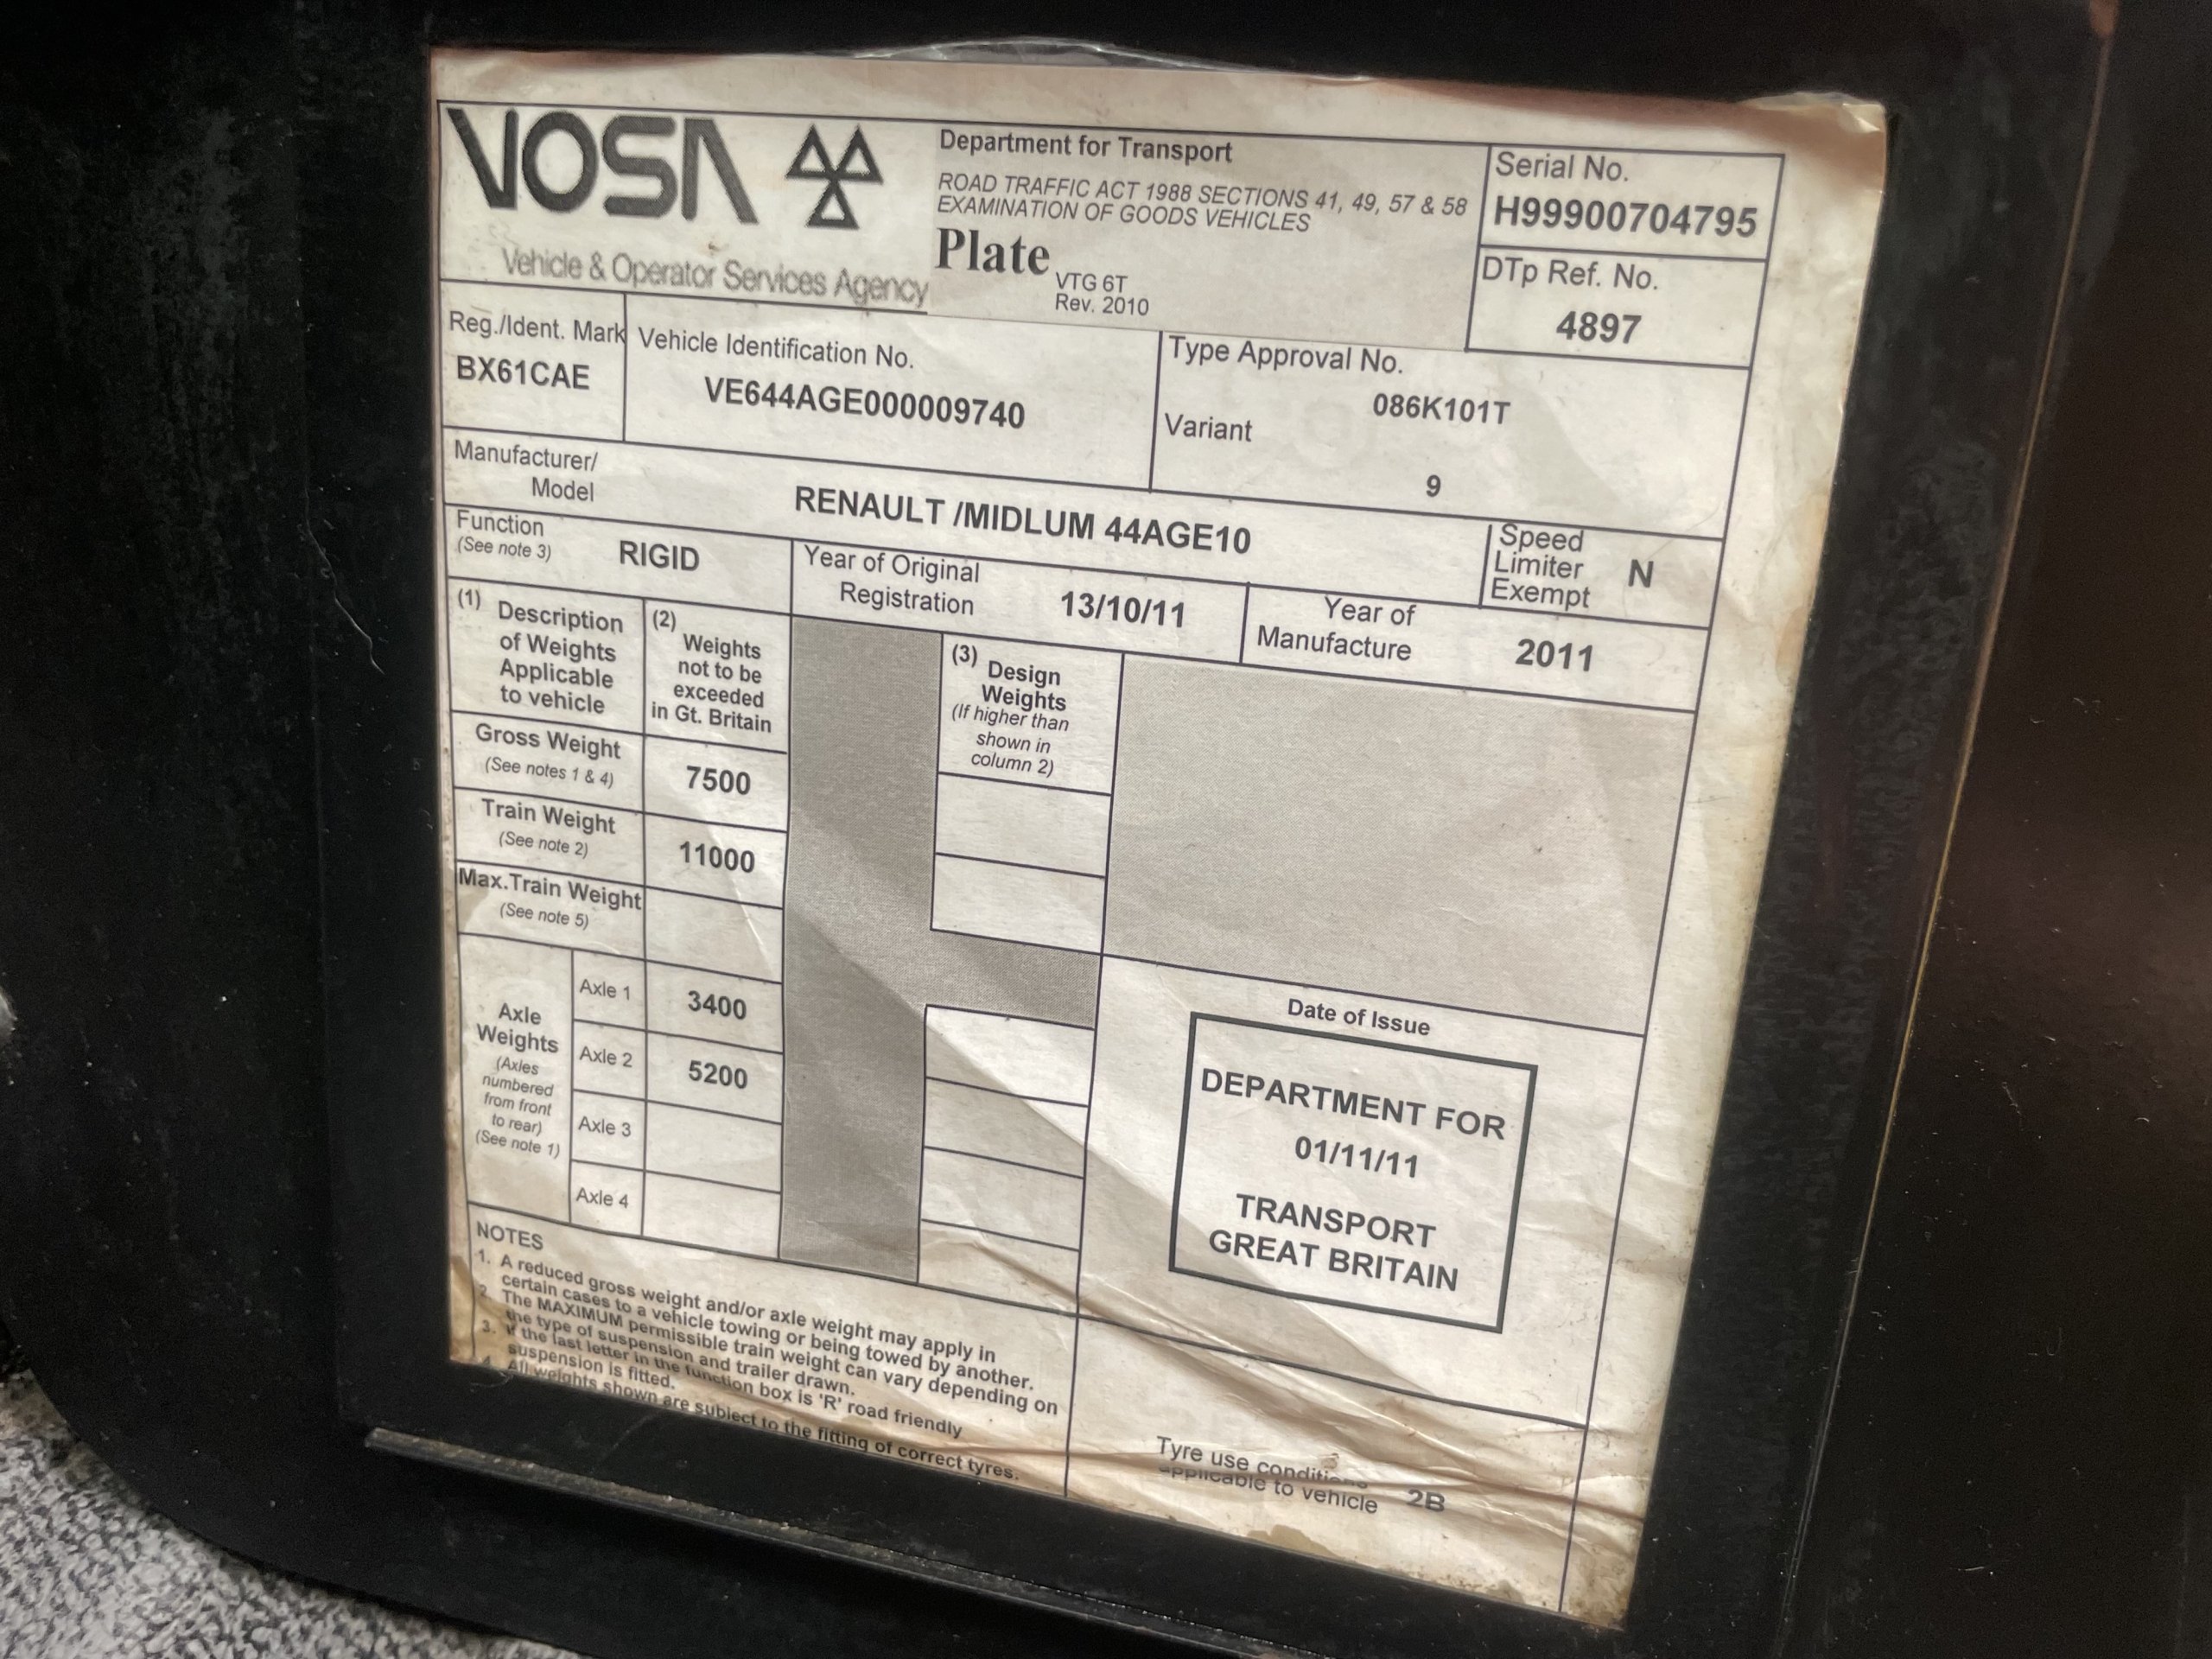 VOSA
Vehicle & Operator Services Agency
Department for Transport
ROAD TRAFFIC ACT 1988 SECTIONS 41, 49, 57 & 58
EXAMINATION OF GOODS VEHICLES
Plate
VTG 6T
Rev. 2010
Serial No.
H99900704795
DTp Ref. No.
4897
Reg./Ident. Mark
BX61CAE
Vehicle Identification No.
VE644AGE000009740
Type Approval No.
086K101T
Variant
9
Manufacturer/
Model
RENAULT /MIDLUM 44AGE10
Speed
Limiter
Exempt
N
Function
(See note 3)
RIGID
Year of Original
Registration
13/10/11
Year of
Manufacture
2011
(1)
Description
of Weights
Applicable
to vehicle
(2)
Weights
not to be
exceeded
in Gt. Britain
(3)
Design
Weights
(If higher than
shown in
column 2)
Gross Weight
(See notes 1 & 4)
7500
Train Weight
(See note 2)
11000
Max.Train Weight
(See note 5)
Axle
Weights
(Axles
numbered
from front
to rear)
(See note 1)
Axle 1
3400
Axle 2
5200
Axle 3
Axle 4
Date of Issue
DEPARTMENT FOR
01/11/11
TRANSPORT
GREAT BRITAIN
NOTES
1. A reduced gross weight and/or axle weight may apply in
certain cases to a vehicle towing or being towed by another.
2. The MAXIMUM permissible train weight can vary depending on
the type of suspension and trailer drawn.
3. If the last letter in the function box is 'R' road friendly
suspension is fitted.
4. All weights shown are subject to the fitting of correct tyres.
Tyre use conditions
applicable to vehicle
2B